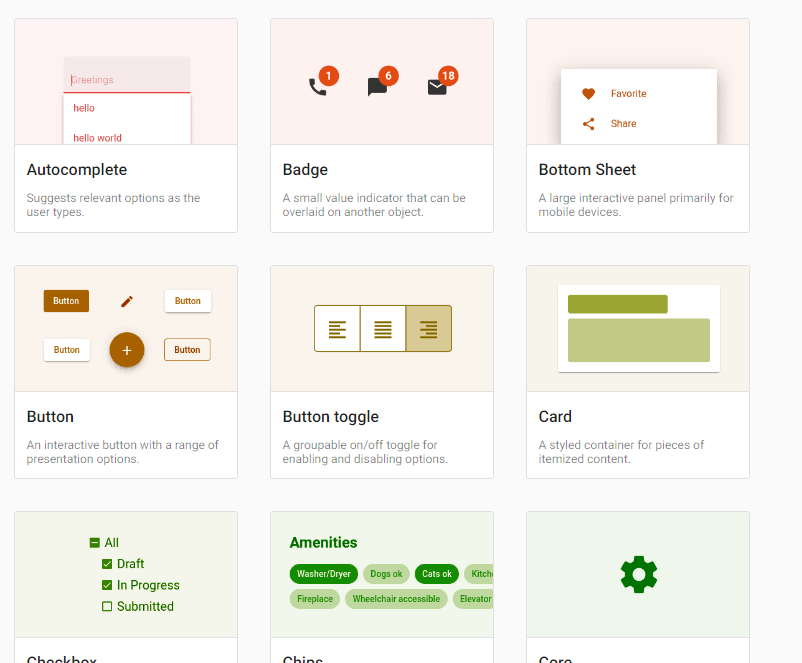 Greetings
hello
hello world
Autocomplete
Suggests relevant options as the
user types.
1
6
18
Badge
A small value indicator that can be
overlaid on another object.
Favorite
Share
Bottom Sheet
A large interactive panel primarily for
mobile devices.
Button
Button
Button
+
Button
Button
An interactive button with a range of
presentation options.
Button toggle
A groupable on/off toggle for
enabling and disabling options.
Card
A styled container for pieces of
itemized content.
All
Draft
In Progress
Submitted
Checkbox
Amenities
Washer/Dryer Dogs ok Cats ok Kitche
Fireplace Wheelchair accessible Elevator
Chips
Core